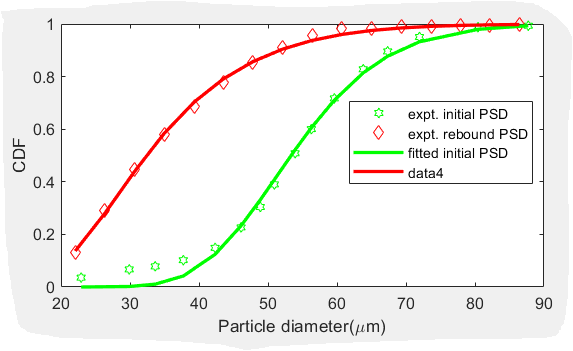 1
0.8
0.6
0.4
0.2
0
CDF
expt. initial PSD
expt. rebound PSD
fitted initial PSD
data4
20 30 40 50 60 70 80 90
Particle diameter(μm)